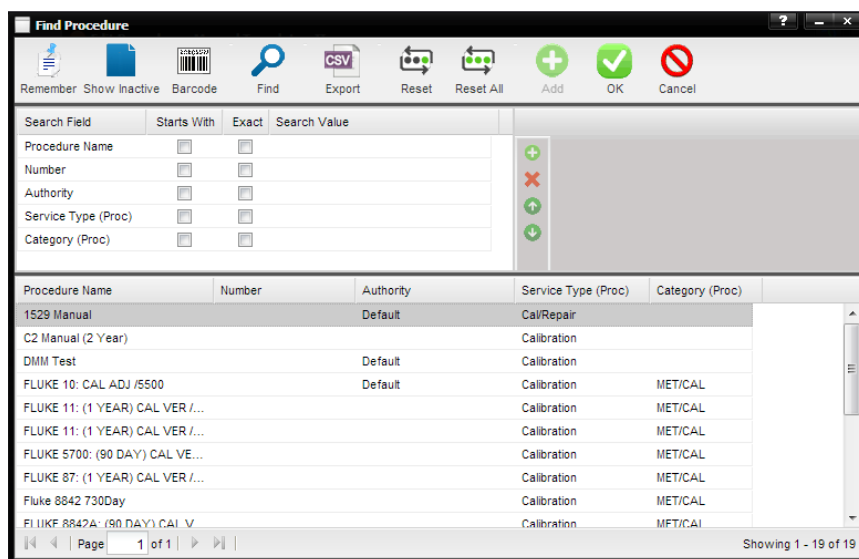 Find Procedure
Remember Show Inactive Barcode Find Export Reset Reset All Add OK Cancel
CSV
Search Field Starts With Exact Search Value
Procedure Name
Number
Authority
Service Type (Proc)
Category (Proc)
Procedure Name Number Authority Service Type (Proc) Category (Proc)
1529 Manual Default Cal/Repair
C2 Manual (2 Year) Calibration
DMM Test Default Calibration
FLUKE 10: CAL ADJ /5500 Default Calibration MET/CAL
FLUKE 11: (1 YEAR) CAL VER /... Calibration MET/CAL
FLUKE 11: (1 YEAR) CAL VER /... Calibration MET/CAL
FLUKE 5700: (90 DAY) CAL VE... Calibration MET/CAL
FLUKE 87: (1 YEAR) CAL VER /... Calibration MET/CAL
Fluke 8842 730Day Calibration MET/CAL
FLUKE 8842A: (90 DAY) CAL V Calibration MET/CAL
Page 1 of 1 Showing 1 - 19 of 19